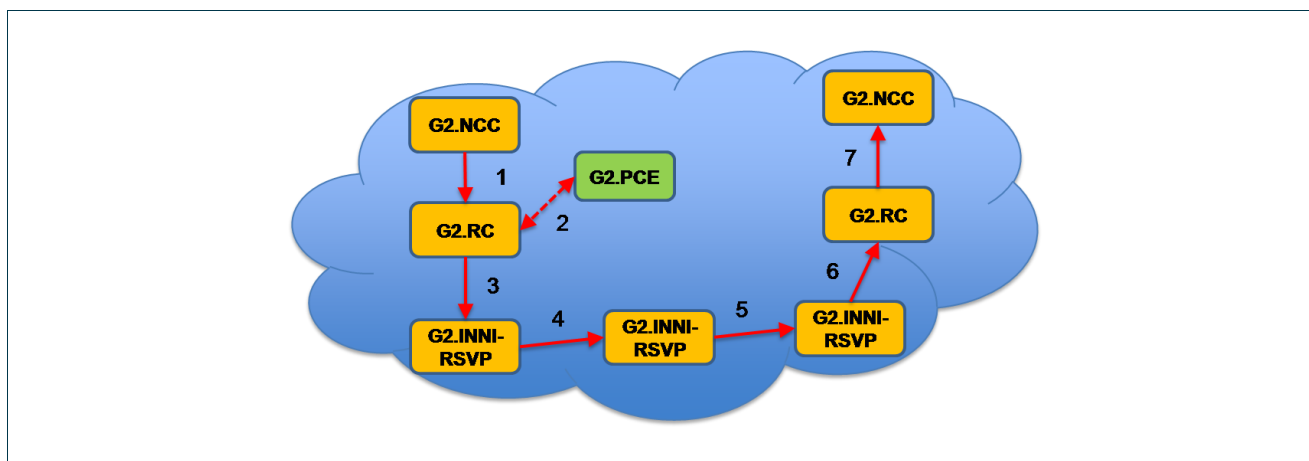 G2.NCC
1
G2.PCE
2
G2.RC
3
G2.INNI-
RSVP
4
G2.INNI-
RSVP
5
G2.INNI-
RSVP
6
G2.RC
7
G2.NCC